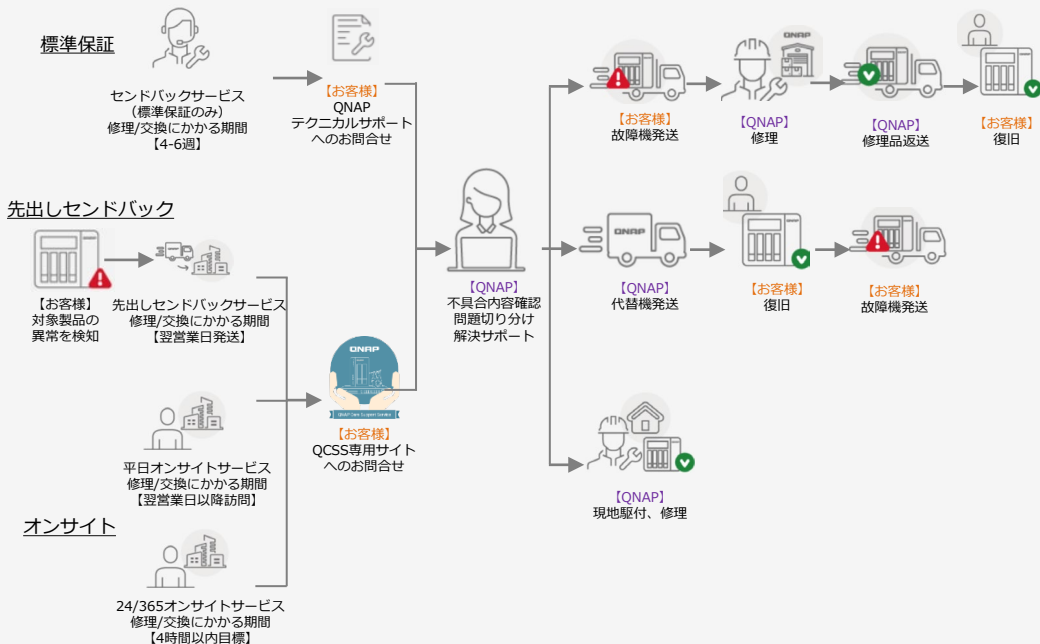 標準保証
センドバックサービス
（標準保証のみ）
修理/交換にかかる期間
【4-6週】
【お客様】
QNAP
テクニカルサポート
へのお問合せ
【お客様】
故障機発送
QNAP
【QNAP】
修理
【QNAP】
修理品返送
【お客様】
復旧
先出しセンドバック
【お客様】
対象製品の
異常を検知
先出しセンドバックサービス
修理/交換にかかる期間
【翌営業日発送】
【QNAP】
不具合内容確認
問題切り分け
解決サポート
QNAP
【QNAP】
代替機発送
【お客様】
復旧
【お客様】
故障機発送
QNAP
QNAP Care Support Service
【お客様】
QCSS専用サイト
へのお問合せ
平日オンサイトサービス
修理/交換にかかる期間
【翌営業日以降訪問】
【QNAP】
現地駆付、修理
オンサイト
24/365オンサイトサービス
修理/交換にかかる期間
【4時間以内目標】